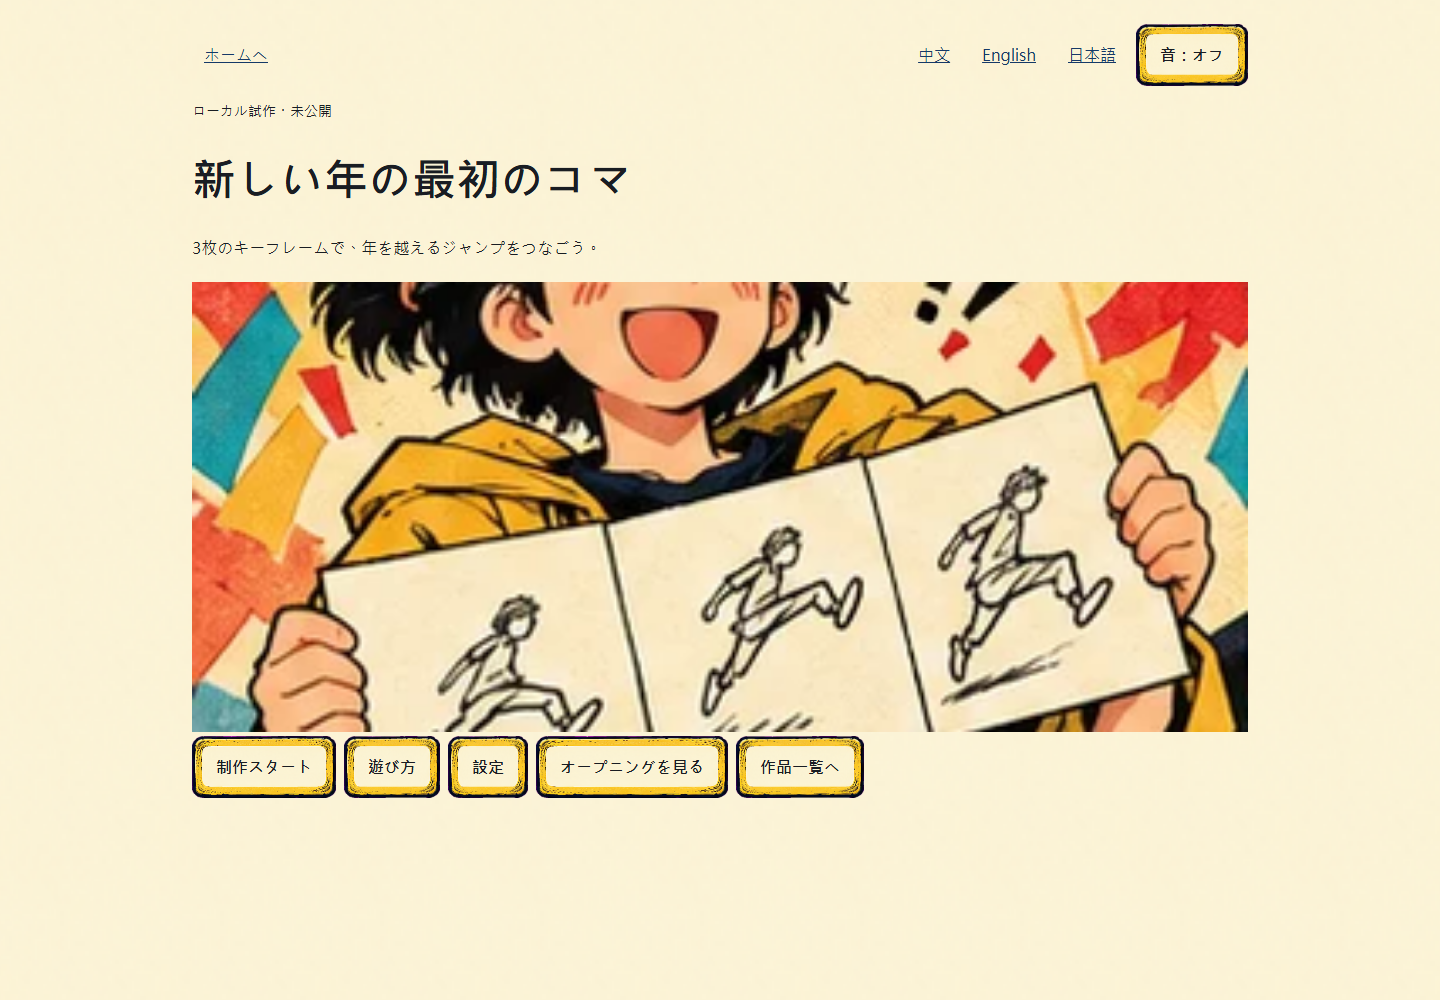 ホームへ 中文 English 日本語 音：オフ
ローカル試作・未公開
新しい年の最初のコマ
3枚のキーフレームで、年を越えるジャンプをつなごう。
制作スタート 遊び方 設定 オープニングを見る 作品一覧へ